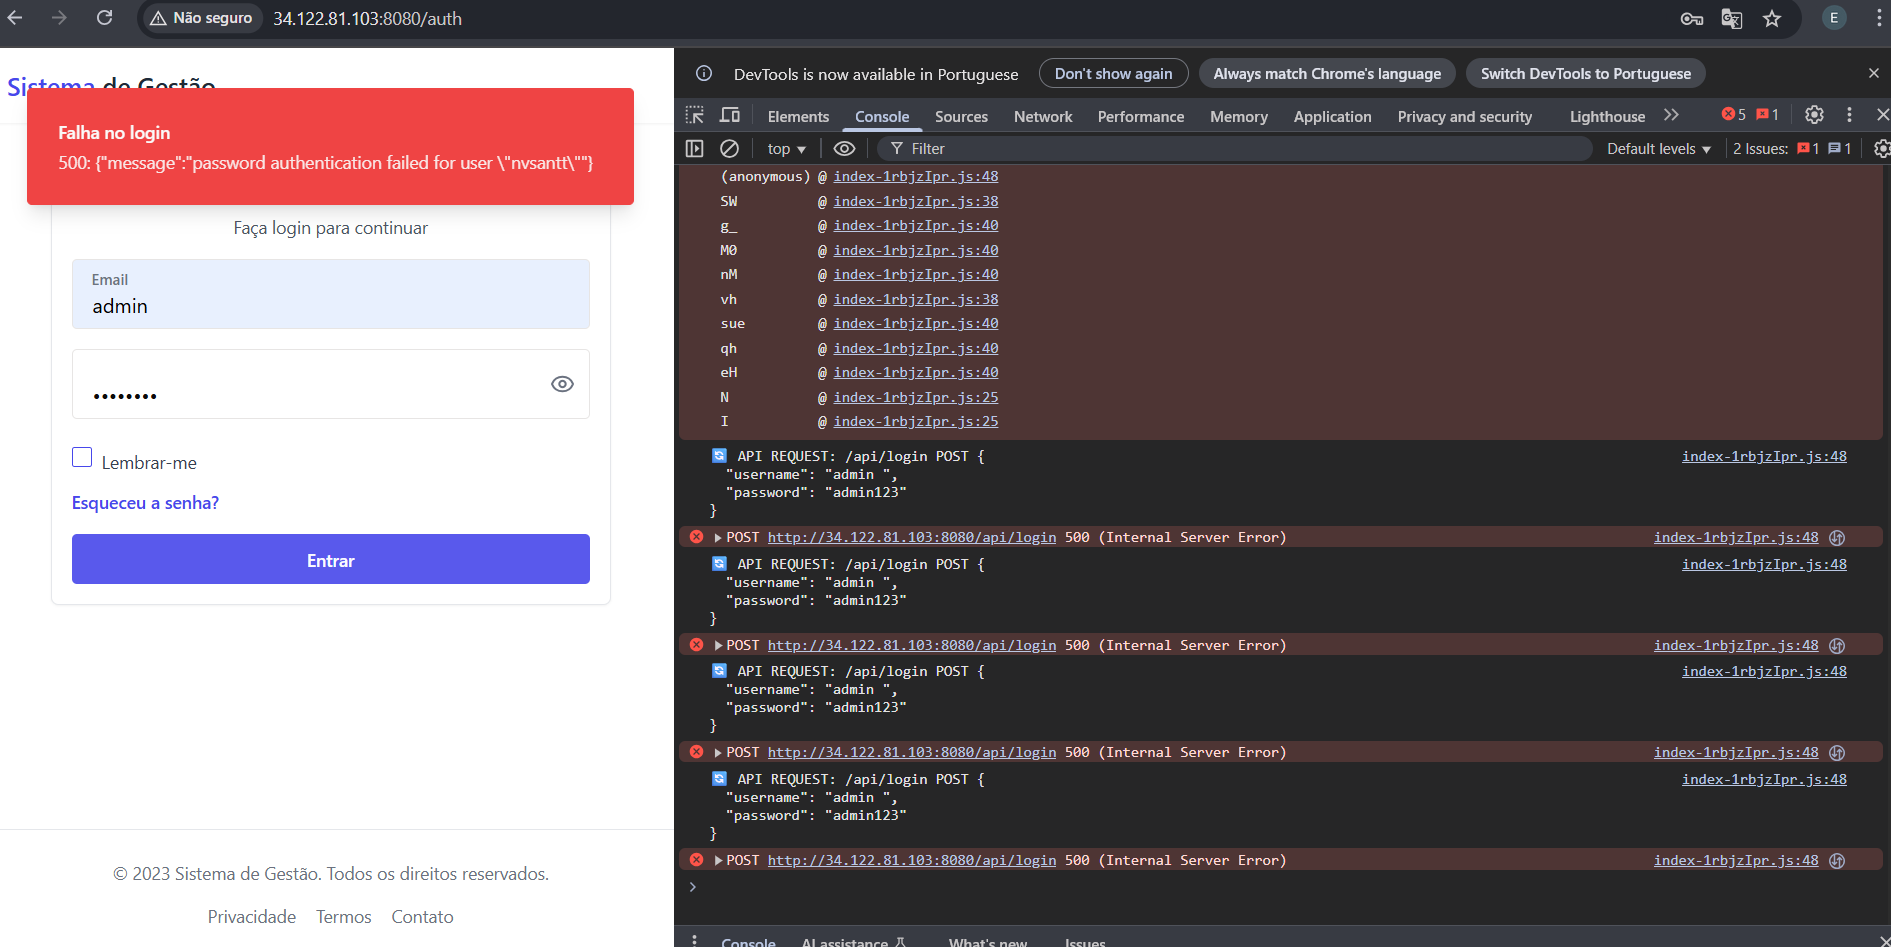 Não seguro
34.122.81.103:8080/auth
E
Sistema de Gestão
Falha no login
500: {"message":"password authentication failed for user \"nvsantt\""}
Faça login para continuar
Email
admin
••••••••
Lembrar-me
Esqueceu a senha?
Entrar
© 2023 Sistema de Gestão. Todos os direitos reservados.
Privacidade Termos Contato
DevTools is now available in Portuguese Don't show again Always match Chrome's language Switch DevTools to Portuguese
Elements Console Sources Network Performance Memory Application Privacy and security Lighthouse 5 1
top Filter Default levels 2 Issues: 1 1
(anonymous) @ index-1rbjzIpr.js:48
SW @ index-1rbjzIpr.js:38
g_ @ index-1rbjzIpr.js:40
M0 @ index-1rbjzIpr.js:40
nM @ index-1rbjzIpr.js:40
vh @ index-1rbjzIpr.js:38
sue @ index-1rbjzIpr.js:40
qh @ index-1rbjzIpr.js:40
eH @ index-1rbjzIpr.js:40
N @ index-1rbjzIpr.js:25
I @ index-1rbjzIpr.js:25
API REQUEST: /api/login POST { index-1rbjzIpr.js:48
"username": "admin ",
"password": "admin123"
}
POST http://34.122.81.103:8080/api/login 500 (Internal Server Error) index-1rbjzIpr.js:48
API REQUEST: /api/login POST { index-1rbjzIpr.js:48
"username": "admin ",
"password": "admin123"
}
POST http://34.122.81.103:8080/api/login 500 (Internal Server Error) index-1rbjzIpr.js:48
API REQUEST: /api/login POST { index-1rbjzIpr.js:48
"username": "admin ",
"password": "admin123"
}
POST http://34.122.81.103:8080/api/login 500 (Internal Server Error) index-1rbjzIpr.js:48
API REQUEST: /api/login POST { index-1rbjzIpr.js:48
"username": "admin ",
"password": "admin123"
}
POST http://34.122.81.103:8080/api/login 500 (Internal Server Error) index-1rbjzIpr.js:48
Console AI assistance What's new Issues